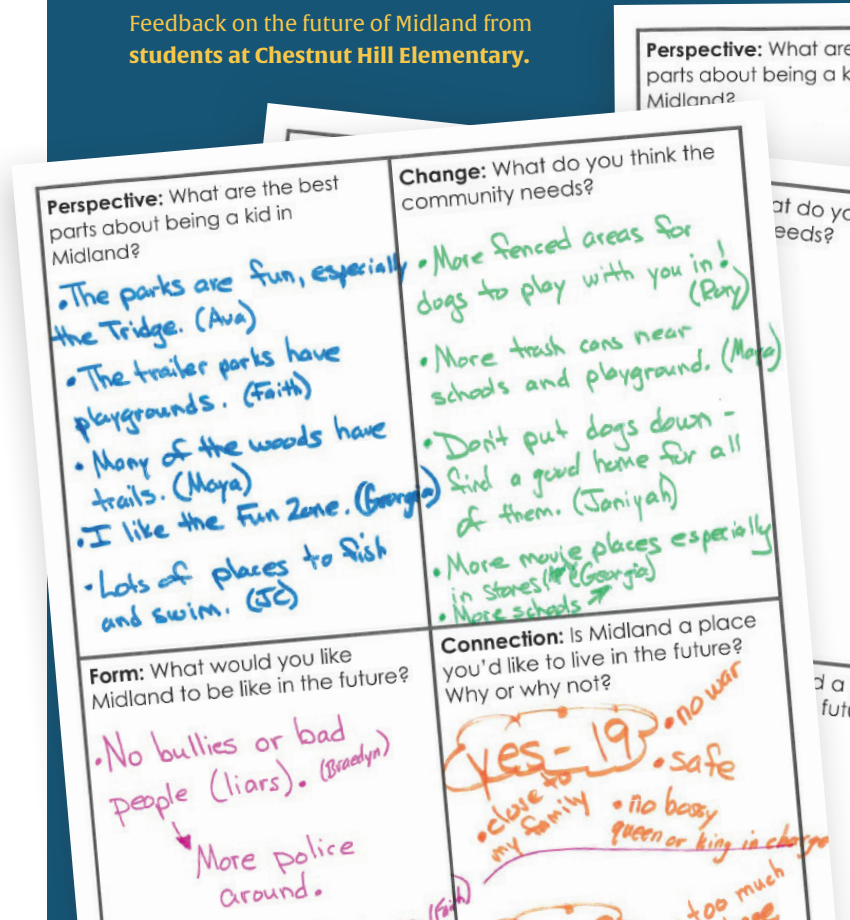 Feedback on the future of Midland from
students at Chestnut Hill Elementary.
Perspective: What are
parts about being a k
Midland?
Perspective: What are the best
parts about being a kid in
Midland?
•The parks are fun, especially
the Tridge. (Ava)
•The trailer parks have
playgrounds. (Faith)
• Many of the woods have
trails. (Maya)
•I like the Fun Zone. (Georgia)
•Lots of places to fish
and swim. (JC)
Change: What do you think the
community needs?
•More fenced areas for
dogs to play with you in!
(Rory)
•More trash cans near
schools and playground. (Maya)
•Don't put dogs down -
find a good home for all
of them. (Janiyah)
•More movie places especially
in stores! (Georgia)
•More schools
at do yo
eeds?
Form: What would you like
Midland to be like in the future?
•No bullies or bad
people (liars). (Braedyn)
More police
around.
(Faith)
Connection: Is Midland a place
you'd like to live in the future?
Why or why not?
yes - 19
•no war
•safe
•close to
my family
•no bossy
queen or king in charge
too much
d a
futu